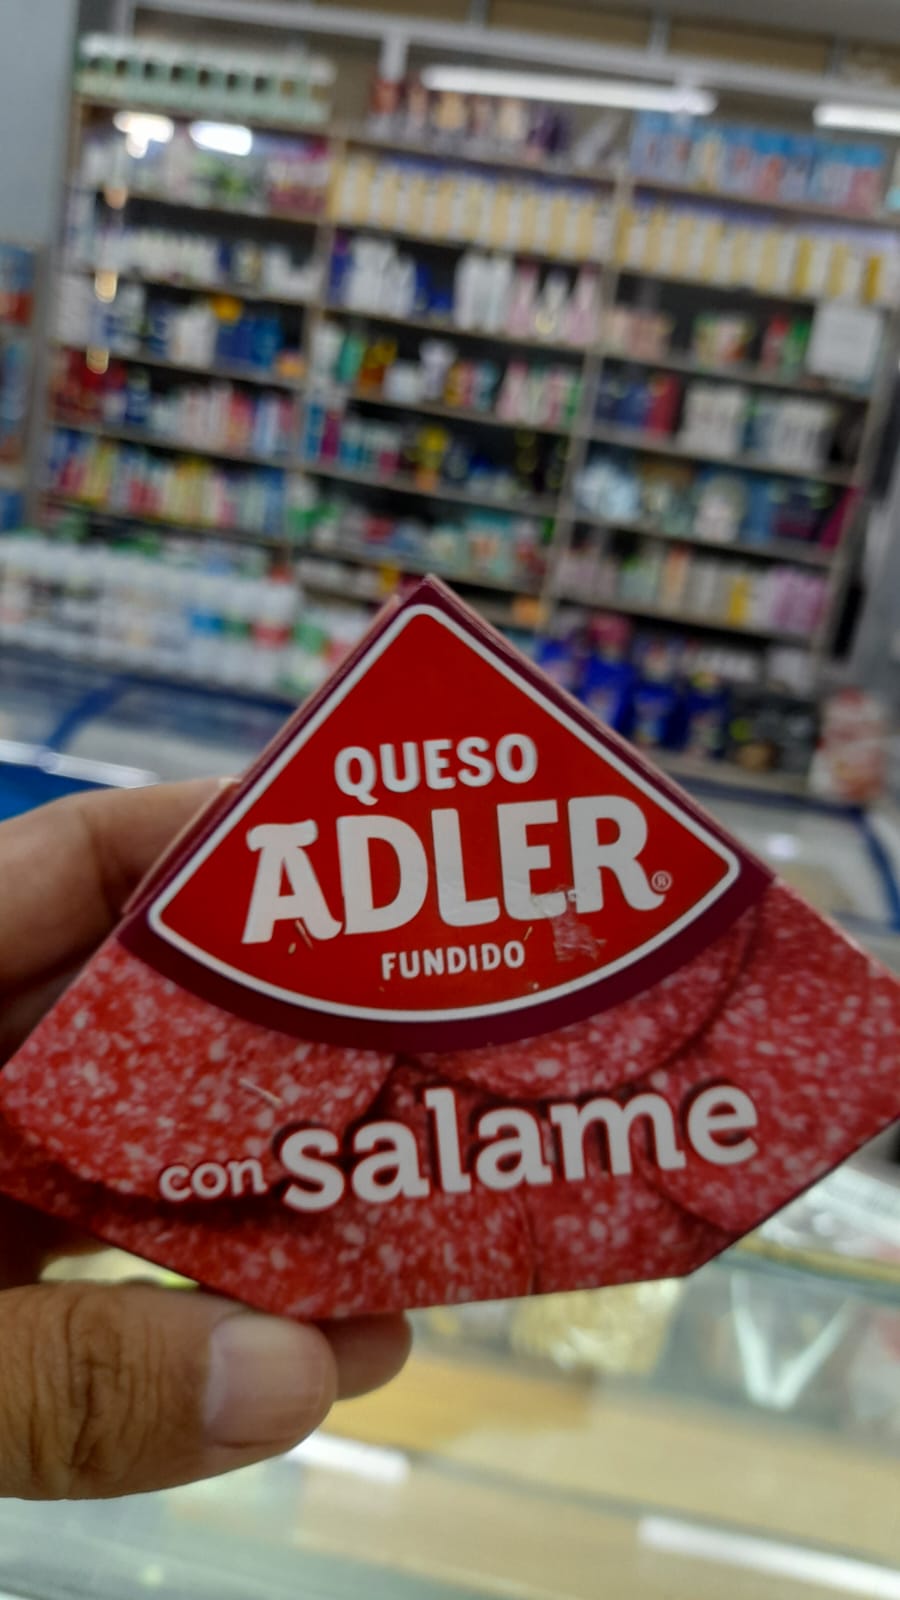 QUESO
ADLER®
FUNDIDO
con salame